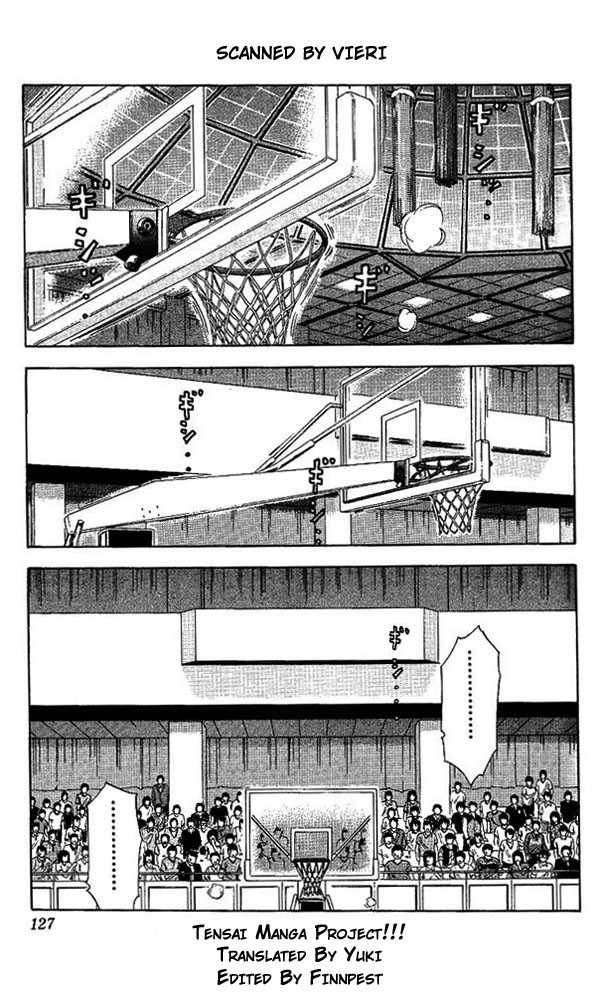 SCANNED BY VIERI
ギシ...
ギシ...
ギシ...
ギシ...
ギシ...
ギシ...
............
............
127
TENSAI MANGA PROJECT!!!
TRANSLATED BY YUKI
EDITED BY FINNPEST